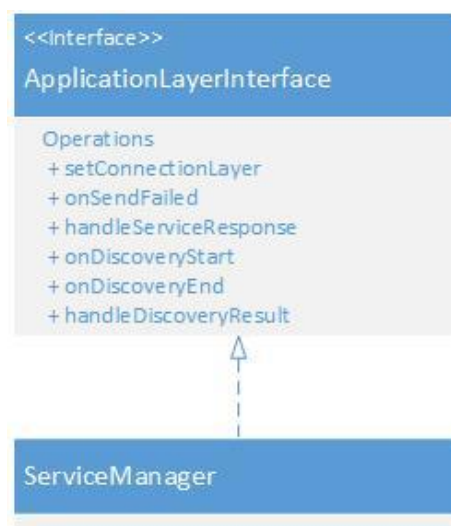 <<Interface>>
ApplicationLayerInterface
Operations
+ setConnectionLayer
+ onSendFailed
+ handleServiceResponse
+ onDiscoveryStart
+ onDiscoveryEnd
+ handleDiscoveryResult
ServiceManager